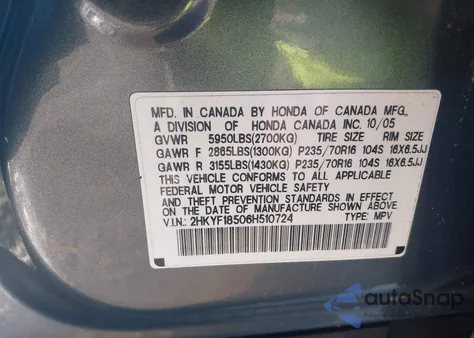 MFD. IN CANADA BY HONDA OF CANADA MFG.,
A DIVISION OF HONDA CANADA INC. 10/05
GVWR 5950LBS(2700KG) TIRE SIZE RIM SIZE
GAWR F 2865LBS(1300KG) P235/70R16 104S 16X6.5JJ
GAWR R 3155LBS(1430KG) P235/70R16 104S 16X6.5JJ
THIS VEHICLE CONFORMS TO ALL APPLICABLE
FEDERAL MOTOR VEHICLE SAFETY
AND THEFT PREVENTION STANDARDS IN EFFECT
ON THE DATE OF MANUFACTURE SHOWN ABOVE.
V.I.N.: 2HKYF18506H510724 TYPE: MPV
autoSnap